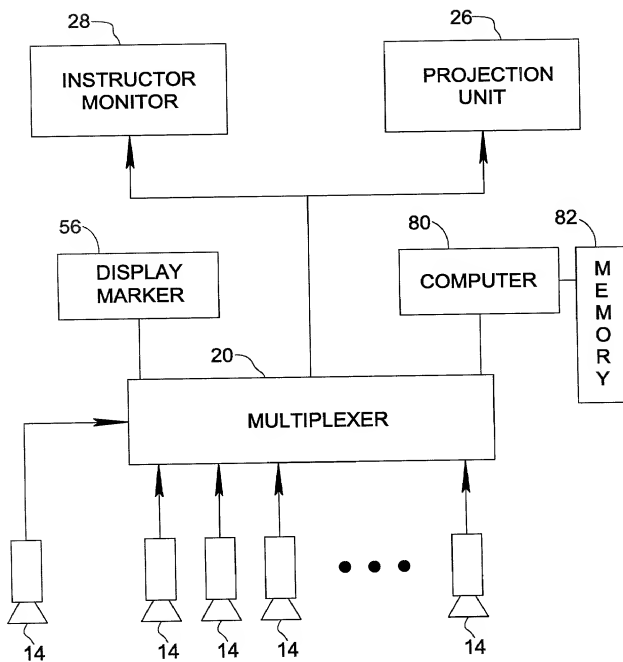 28
INSTRUCTOR
MONITOR
26
PROJECTION
UNIT
56
DISPLAY
MARKER
80
COMPUTER
82
MEMORY
20
MULTIPLEXER
14
14
14
14
14